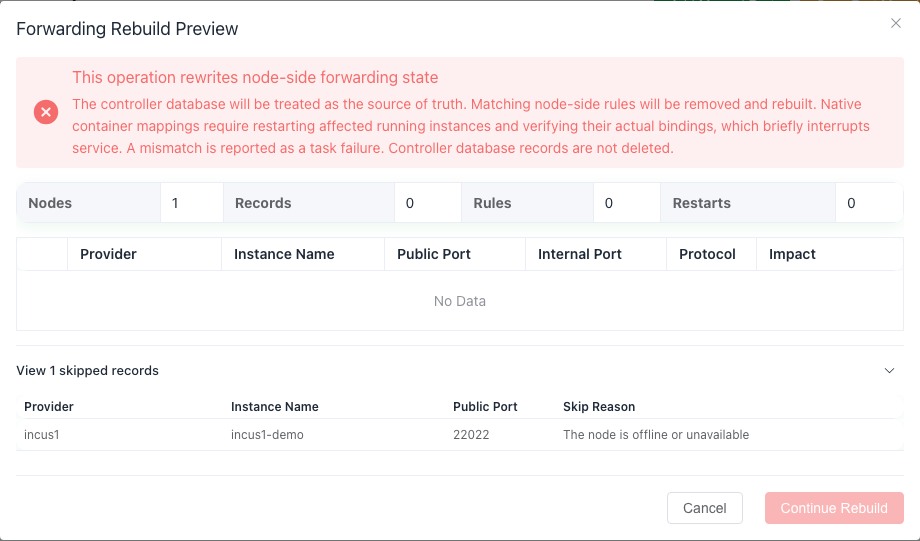 Forwarding Rebuild Preview
This operation rewrites node-side forwarding state
The controller database will be treated as the source of truth. Matching node-side rules will be removed and rebuilt. Native
container mappings require restarting affected running instances and verifying their actual bindings, which briefly interrupts
service. A mismatch is reported as a task failure. Controller database records are not deleted.
Nodes 1 Records 0 Rules 0 Restarts 0
Provider Instance Name Public Port Internal Port Protocol Impact
No Data
View 1 skipped records
Provider Instance Name Public Port Skip Reason
incus1 incus1-demo 22022 The node is offline or unavailable
Cancel Continue Rebuild